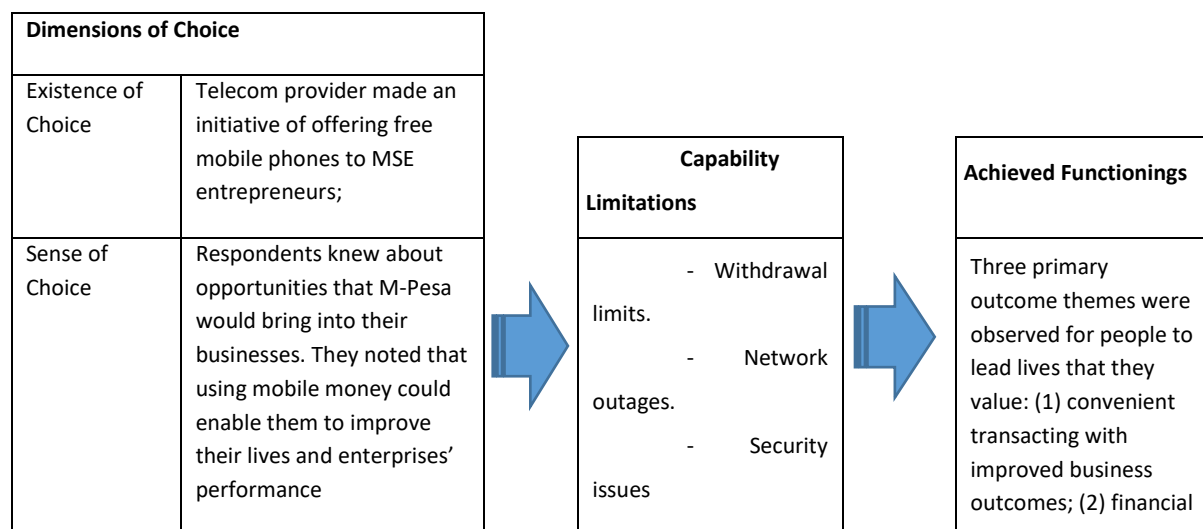 Dimensions of Choice
Existence of
Choice
Telecom provider made an
initiative of offering free
mobile phones to MSE
entrepreneurs;
Sense of
Choice
Respondents knew about
opportunities that M-Pesa
would bring into their
businesses. They noted that
using mobile money could
enable them to improve
their lives and enterprises’
performance
Capability
Limitations
- Withdrawal
limits.
- Network
outages.
- Security
issues
Achieved Functionings
Three primary
outcome themes were
observed for people to
lead lives that they
value: (1) convenient
transacting with
improved business
outcomes; (2) financial